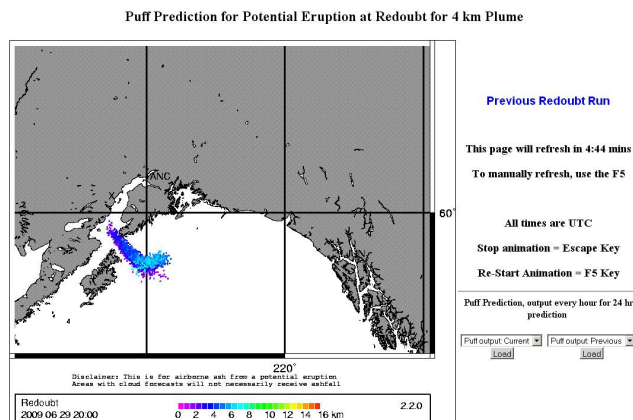 Puff Prediction for Potential Eruption at Redoubt for 4 km Plume
Previous Redoubt Run
This page will refresh in 4:44 mins
To manually refresh, use the F5
ANC
60°
All times are UTC
Stop animation = Escape Key
Re-Start Animation = F5 Key
Puff Prediction, output every hour for 24 hr
prediction
Puff output: Current
Puff output: Previous
Load
Load
220°
Disclaimer: This is for airborne ash from a potential eruption
Areas with cloud forecasts will not necessarily receive ashfall
Redoubt
2009 06 29 20:00
0 2 4 6 8 10 12 14 16 km
2.2.0